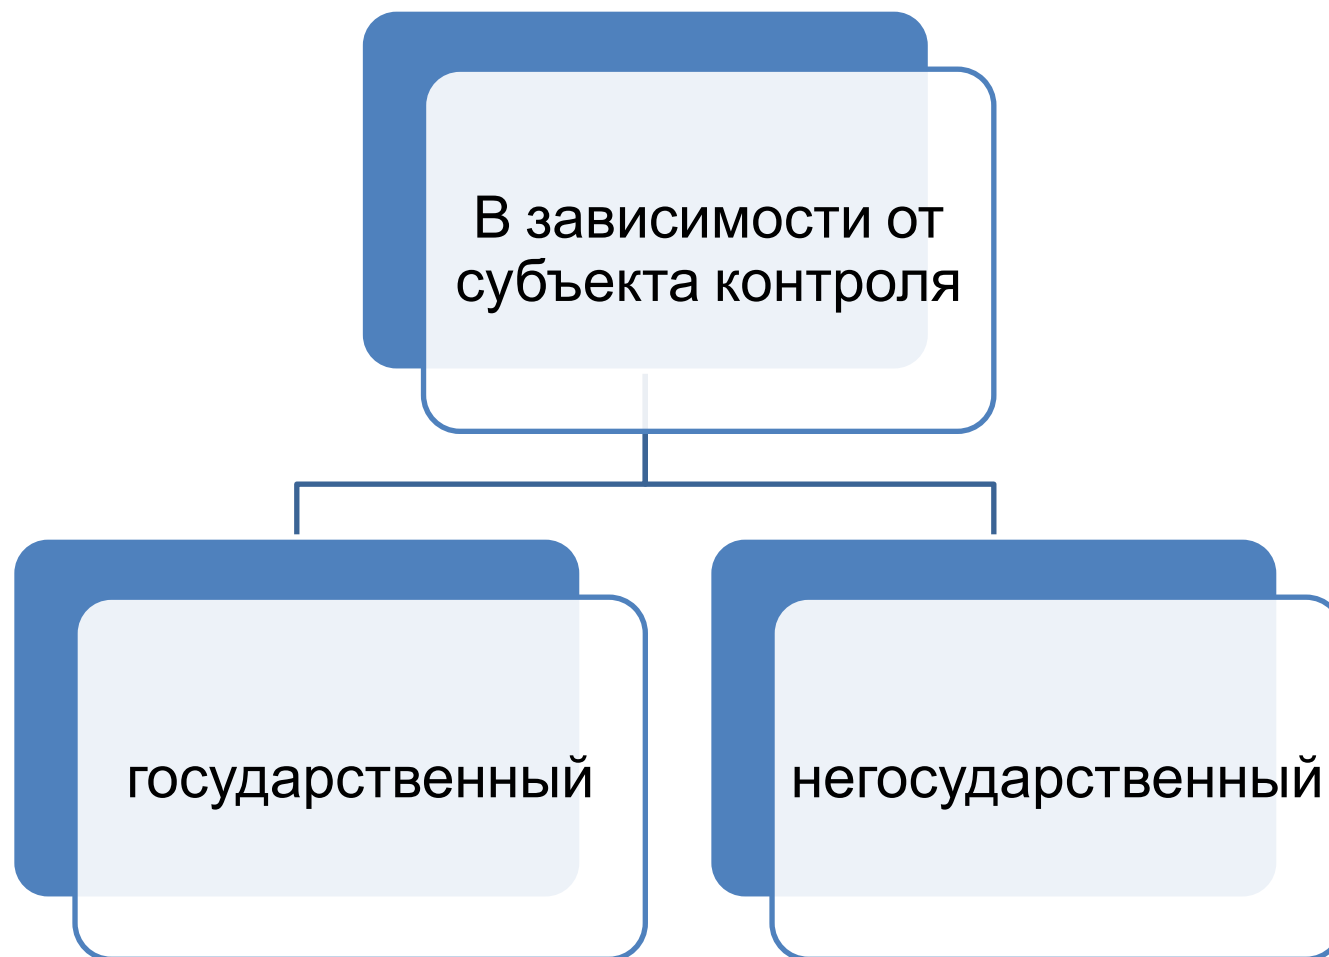 В зависимости от
субъекта контроля
государственный
негосударственный